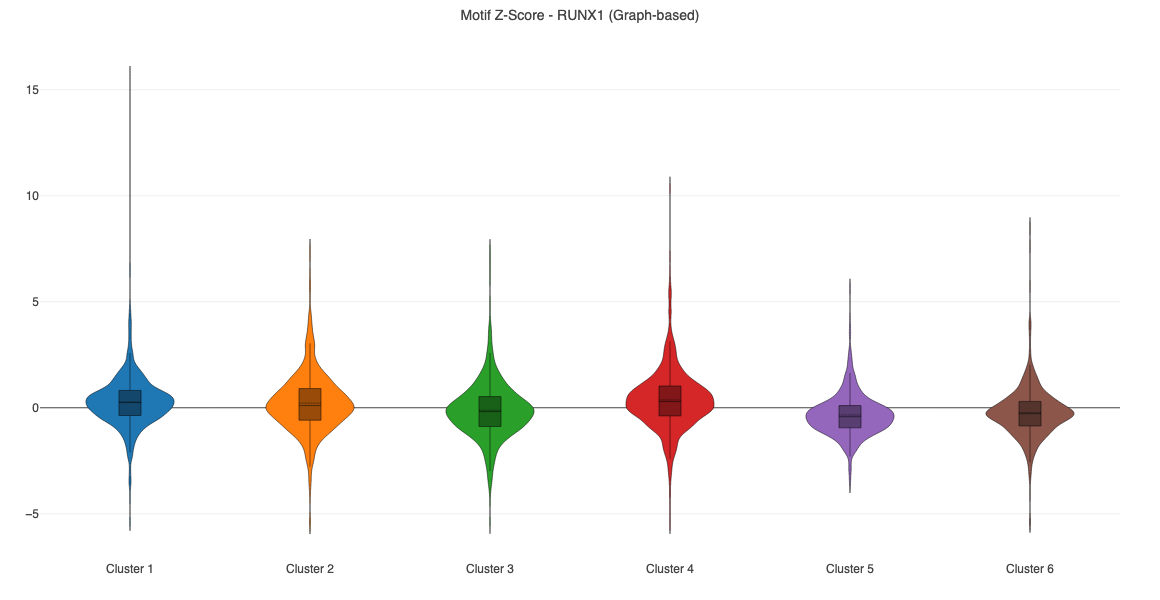 Motif Z-Score - RUNX1 (Graph-based)
15
10
5
0
−5
Cluster 1 Cluster 2 Cluster 3 Cluster 4 Cluster 5 Cluster 6